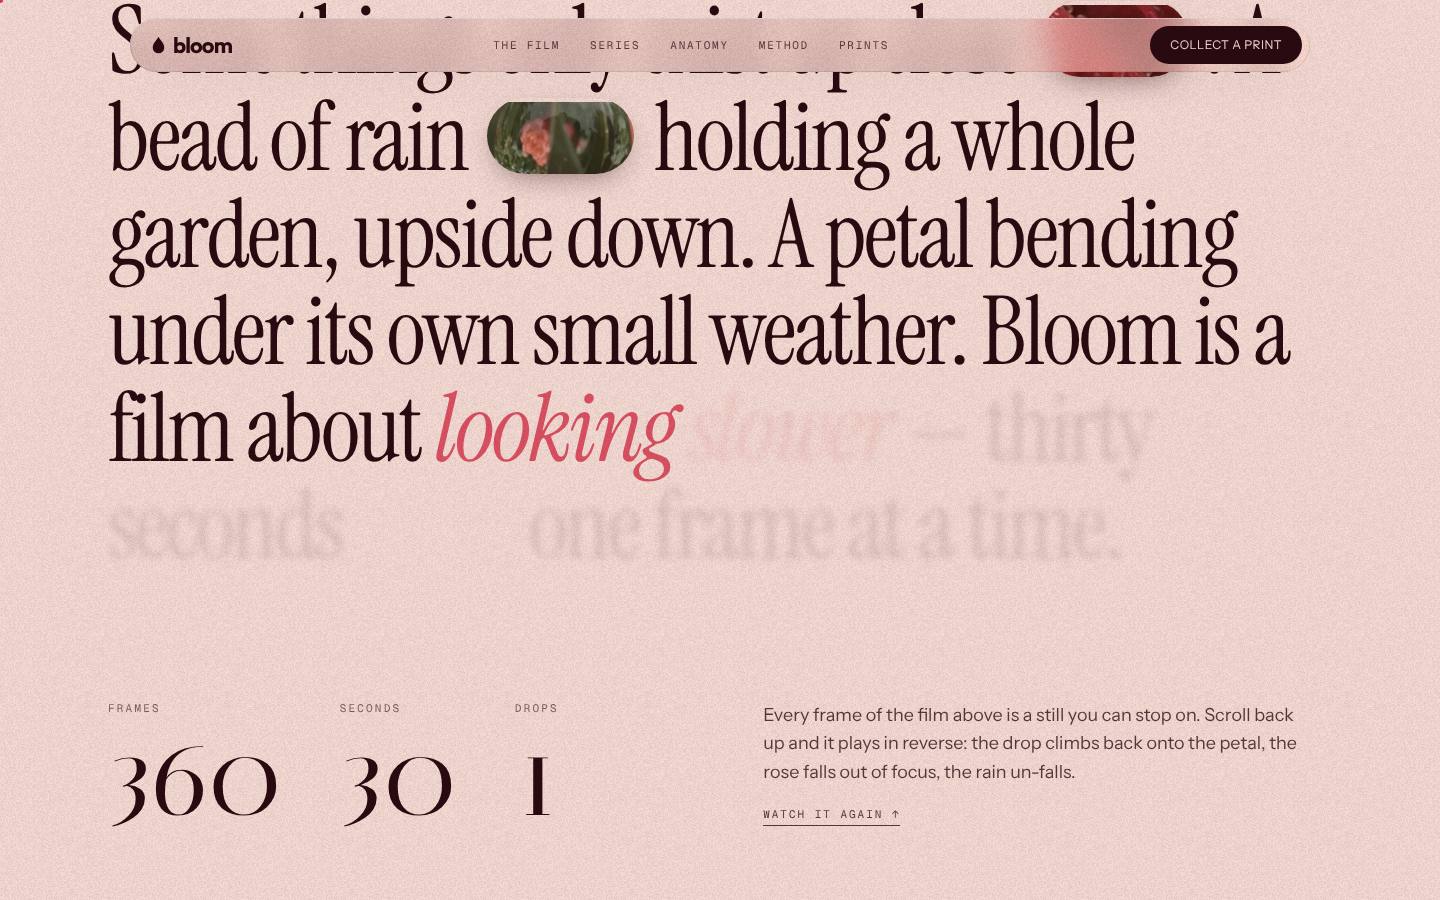 bloom
THE FILM
SERIES
ANATOMY
METHOD
PRINTS
COLLECT A PRINT
bead of rain holding a whole
garden, upside down. A petal bending
under its own small weather. Bloom is a
film about looking slower — thirty
seconds one frame at a time.
FRAMES
SECONDS
DROPS
360
30
1
Every frame of the film above is a still you can stop on. Scroll back
up and it plays in reverse: the drop climbs back onto the petal, the
rose falls out of focus, the rain un-falls.
WATCH IT AGAIN ↑